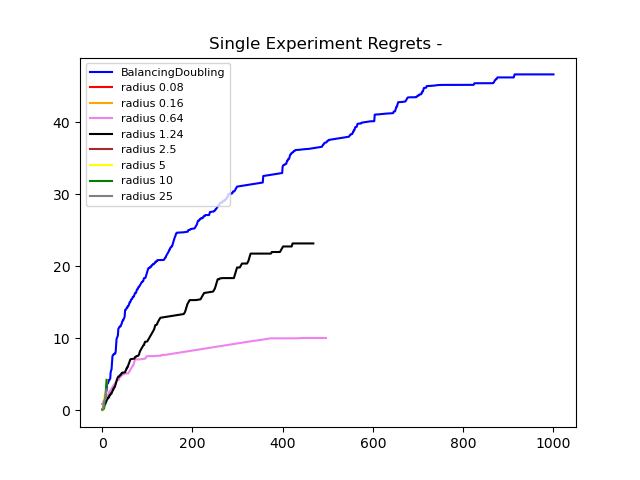 Single Experiment Regrets -
BalancingDoubling
radius 0.08
radius 0.16
radius 0.64
radius 1.24
radius 2.5
radius 5
radius 10
radius 25
40
30
20
10
0
0 200 400 600 800 1000